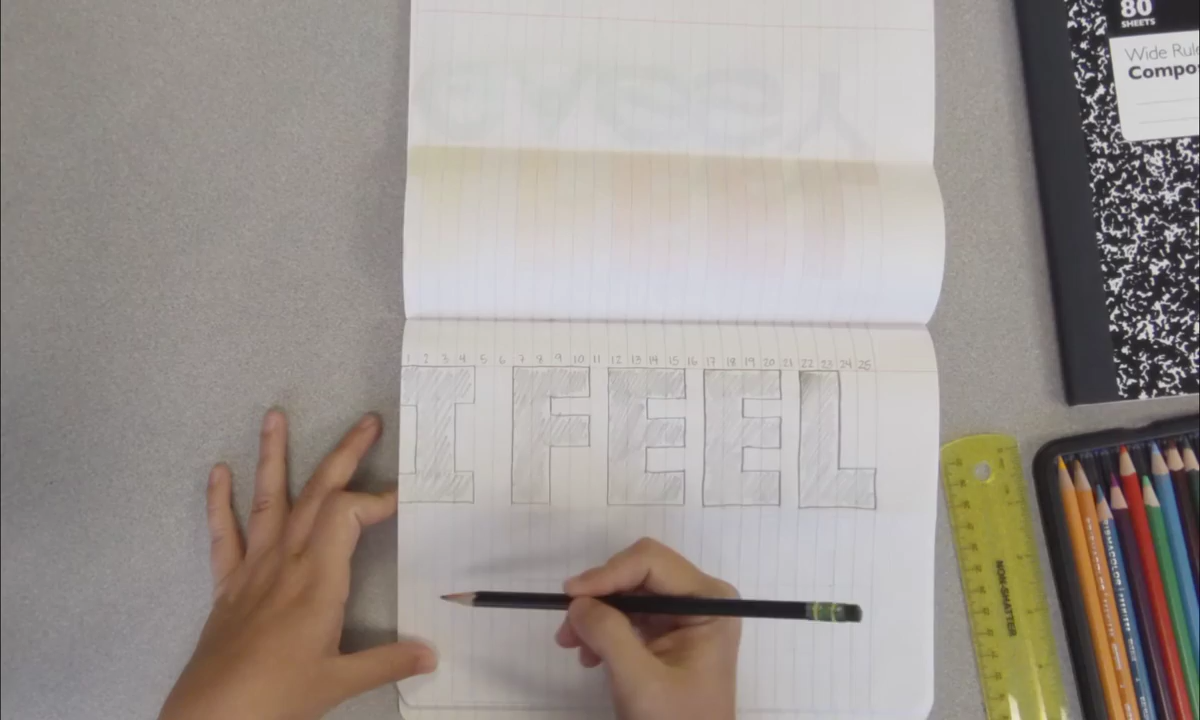 80
SHEETS
Wide Rul
Compo
1 2 3 4 5 6 7 8 9 10 11 12 13 14 15 16 17 18 19 20 21 22 23 24 25
I FEEL
NON-SHATTER